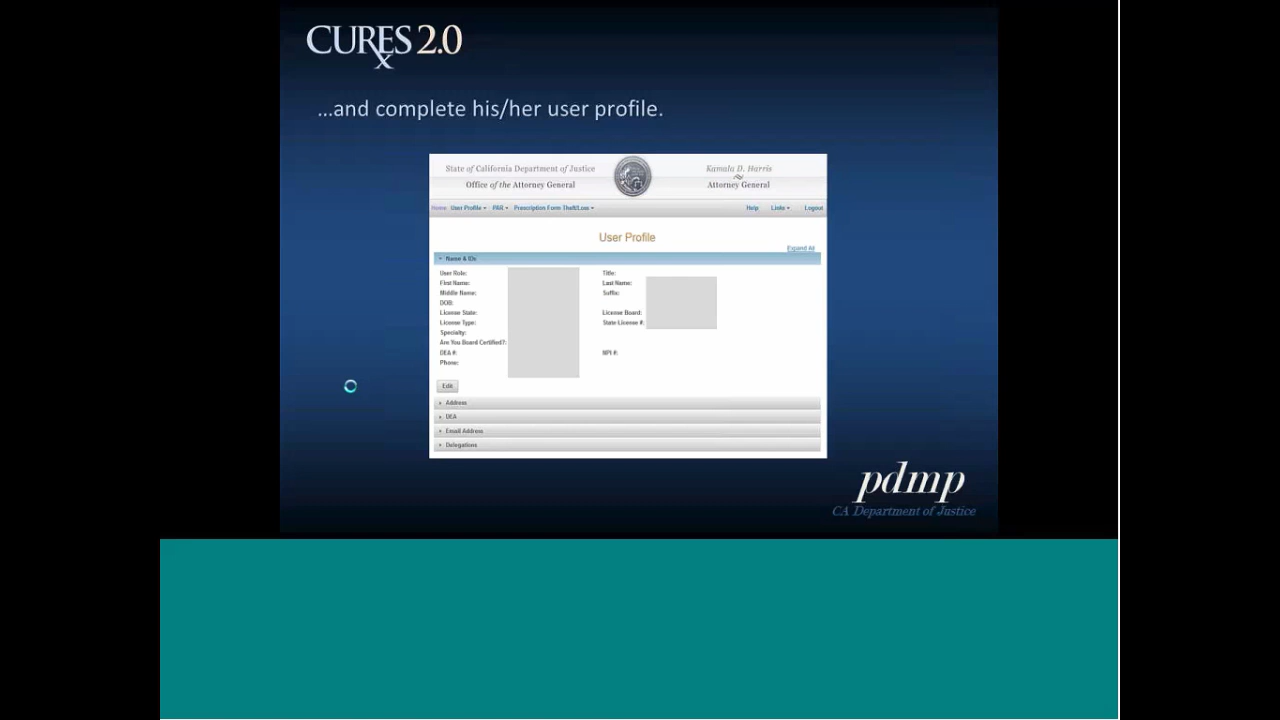 CURES 2.0
…and complete his/her user profile.
State of California Department of Justice
Office of the Attorney General
Kamala D. Harris
Attorney General
Home User Profile PAR Prescription Form Theft/Loss Help Links Logout
User Profile
Expand All
Name & IDs
User Role: Title:
First Name: Last Name:
Middle Name: Suffix:
DOB:
License State: License Board:
License Type: State License #:
Specialty:
Are You Board Certified?:
DEA #: NPI #:
Phone:
Edit
Address
DEA
Email Address
Delegations
pdmp
CA Department of Justice